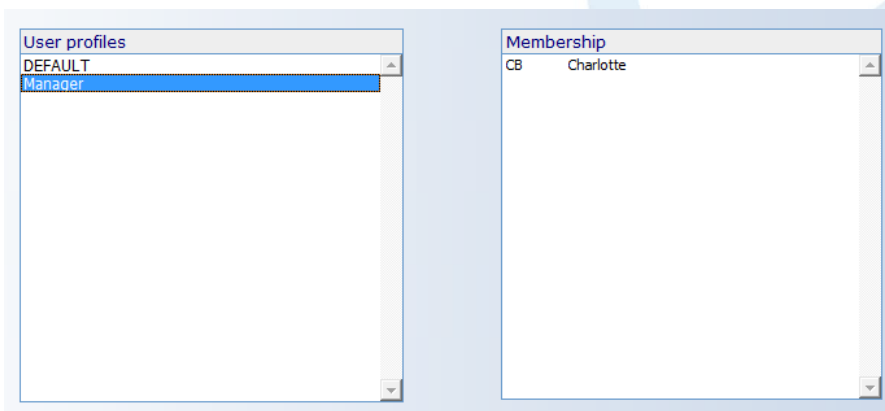 User profiles
DEFAULT
Manager
Membership
CB Charlotte